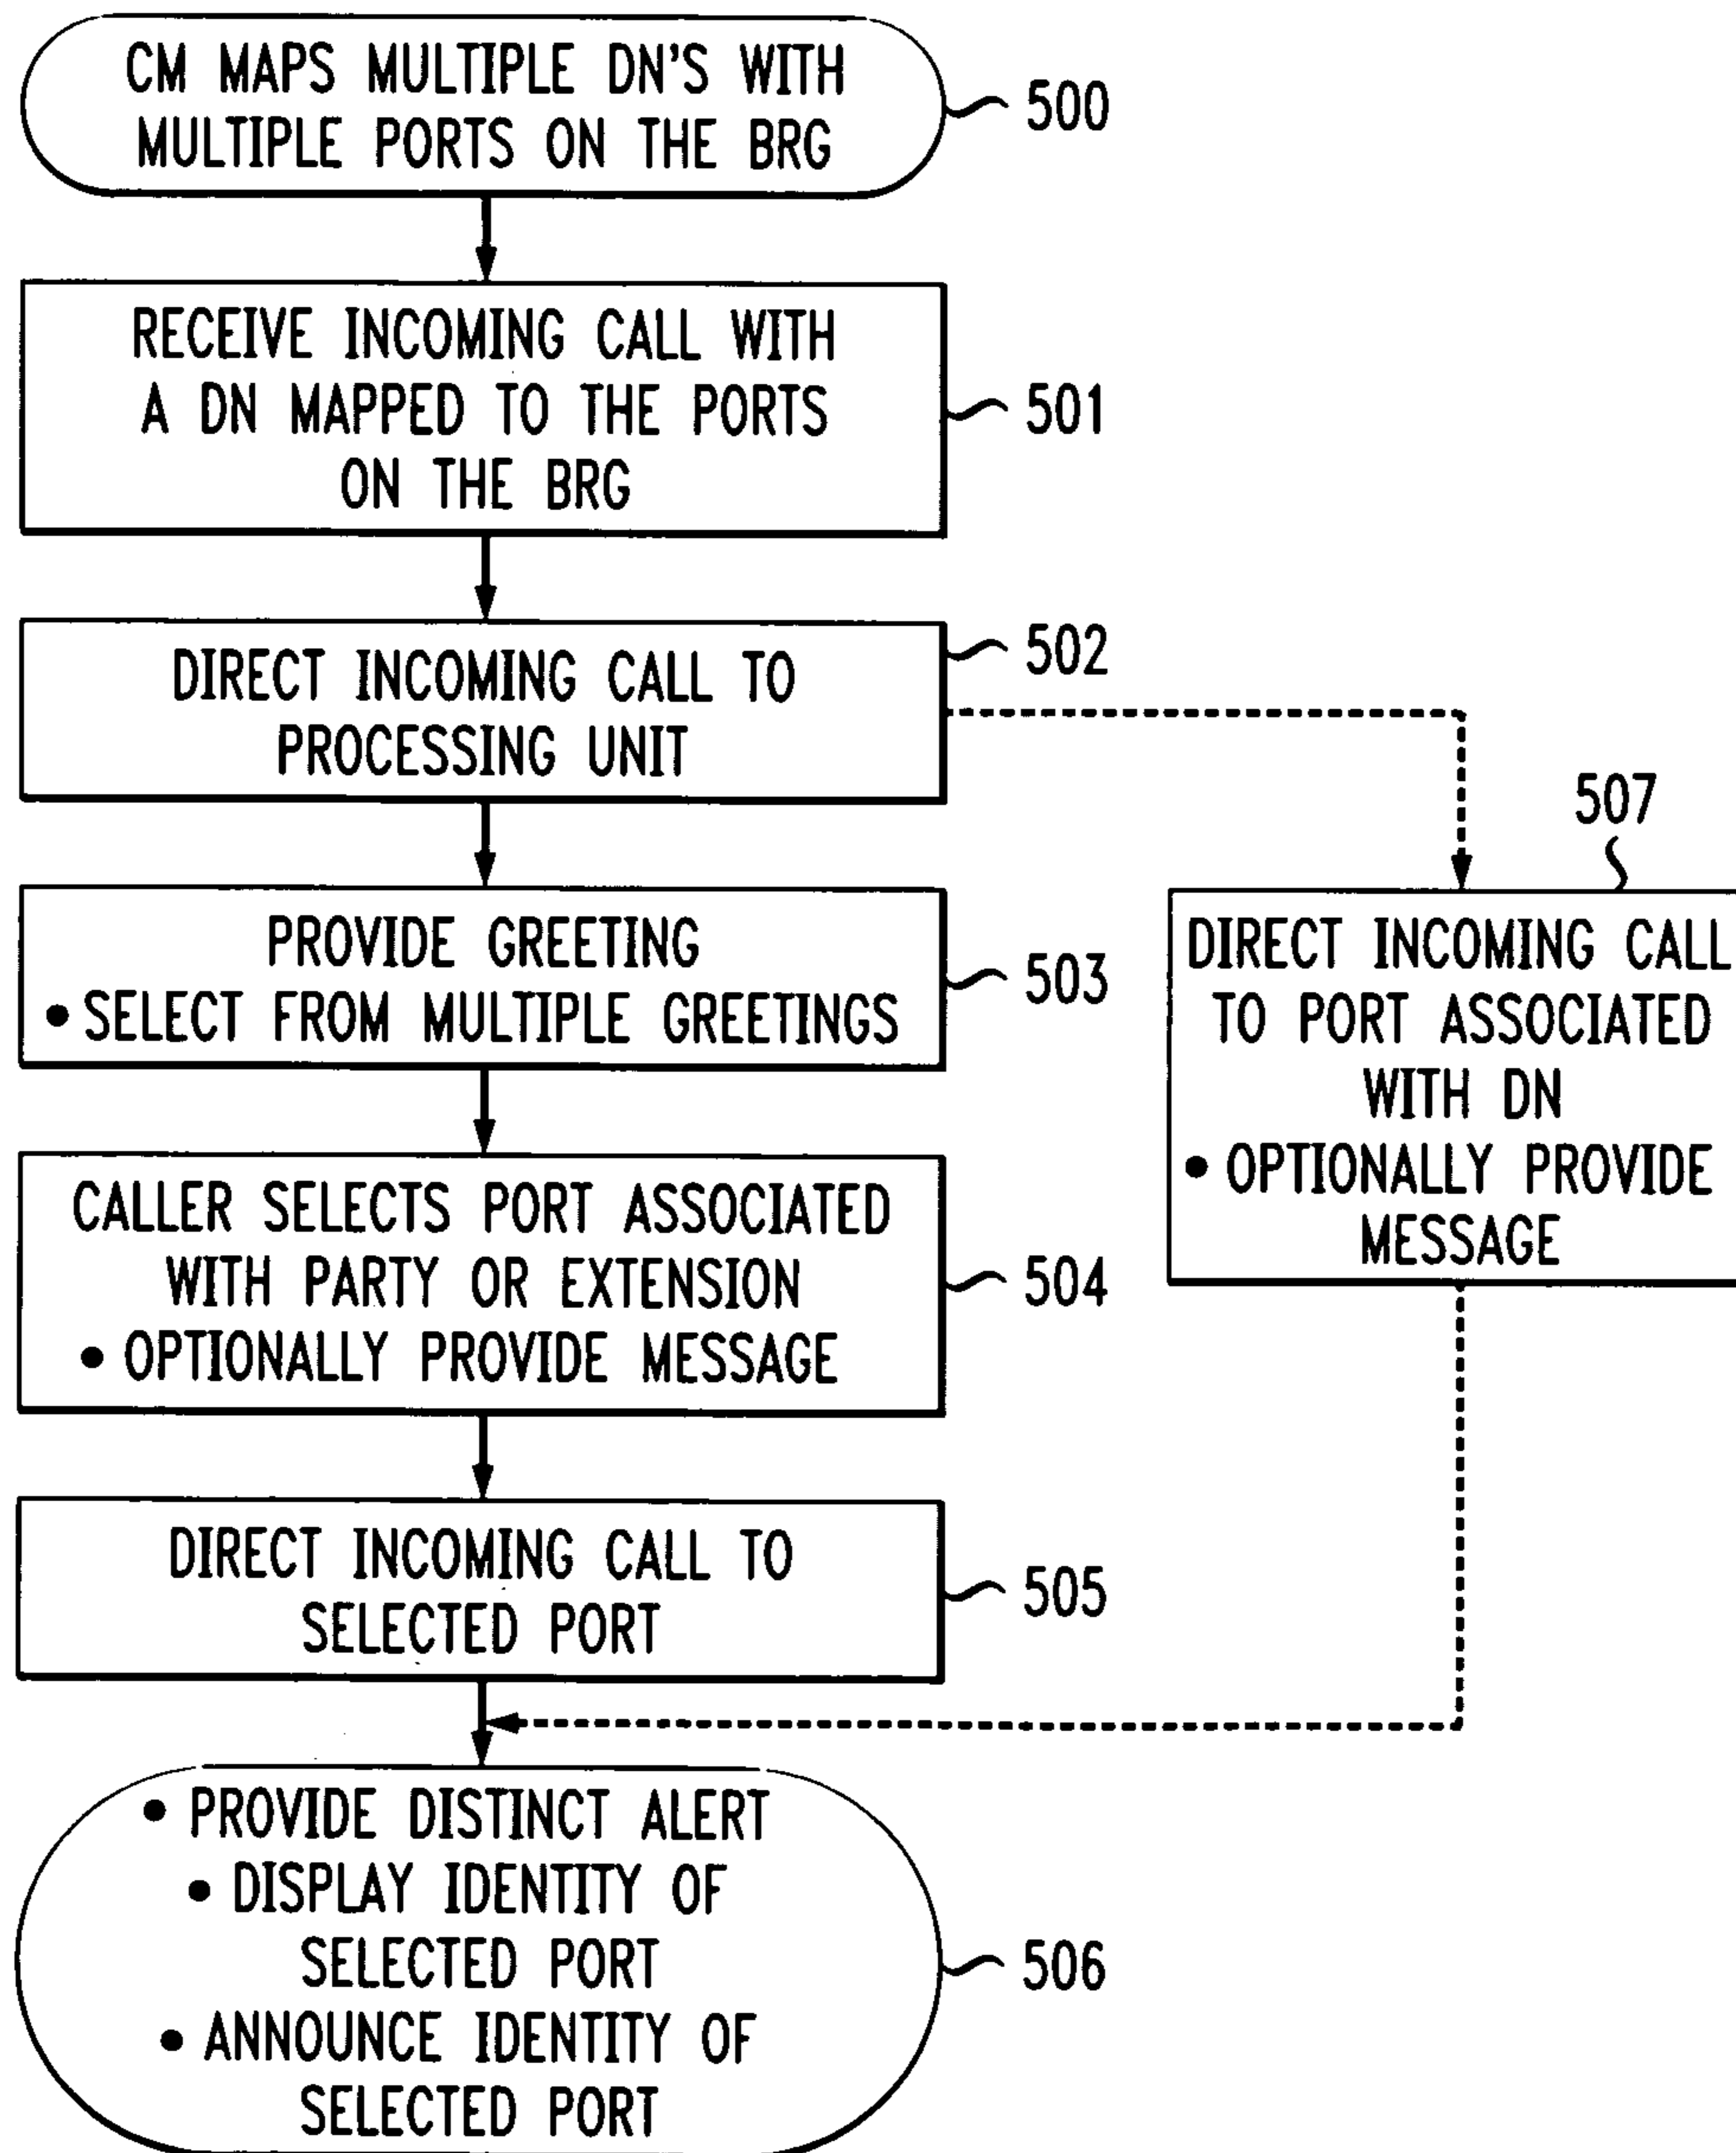 CM MAPS MULTIPLE DN'S WITH
MULTIPLE PORTS ON THE BRG
500
RECEIVE INCOMING CALL WITH
A DN MAPPED TO THE PORTS
ON THE BRG
501
DIRECT INCOMING CALL TO
PROCESSING UNIT
502
PROVIDE GREETING
• SELECT FROM MULTIPLE GREETINGS
503
CALLER SELECTS PORT ASSOCIATED
WITH PARTY OR EXTENSION
• OPTIONALLY PROVIDE MESSAGE
504
DIRECT INCOMING CALL TO
SELECTED PORT
505
507
DIRECT INCOMING CALL
TO PORT ASSOCIATED
WITH DN
• OPTIONALLY PROVIDE
MESSAGE
• PROVIDE DISTINCT ALERT
• DISPLAY IDENTITY OF
SELECTED PORT
• ANNOUNCE IDENTITY OF
SELECTED PORT
506